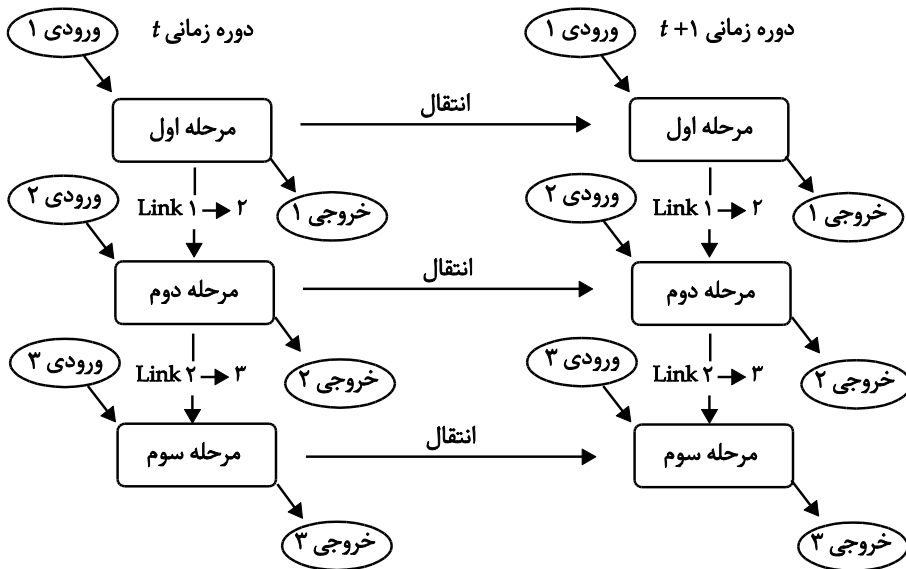 ورودی ۱
دوره زمانی t
ورودی ۱
دوره زمانی t +۱
مرحله اول
انتقال
مرحله اول
ورودی ۲
Link ۱ → ۲
خروجی ۱
ورودی ۲
Link ۱ → ۲
خروجی ۱
مرحله دوم
انتقال
مرحله دوم
ورودی ۳
Link ۲ → ۳
خروجی ۲
ورودی ۳
Link ۲ → ۳
خروجی ۲
مرحله سوم
انتقال
مرحله سوم
خروجی ۳
خروجی ۳